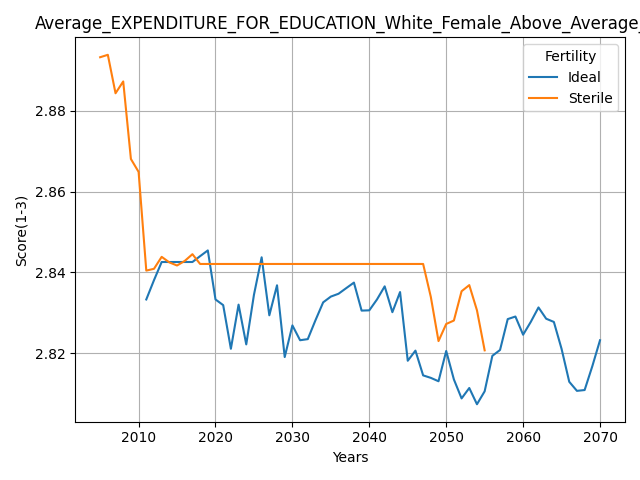 Average_EXPENDITURE_FOR_EDUCATION_White_Female_Above_Average_
Fertility
Ideal
Sterile
Score(1-3)
2.88
2.86
2.84
2.82
2010 2020 2030 2040 2050 2060 2070
Years